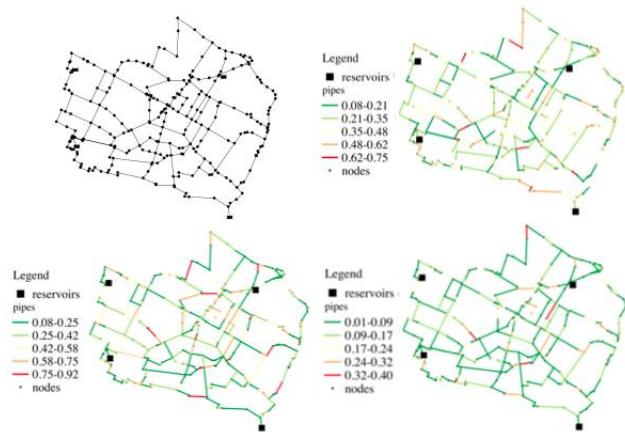 Legend
reservoirs
pipes
0.08-0.21
0.21-0.35
0.35-0.48
0.48-0.62
0.62-0.75
nodes
Legend
reservoirs
pipes
0.08-0.25
0.25-0.42
0.42-0.58
0.58-0.75
0.75-0.92
nodes
Legend
reservoirs
pipes
0.01-0.09
0.09-0.17
0.17-0.24
0.24-0.32
0.32-0.40
nodes